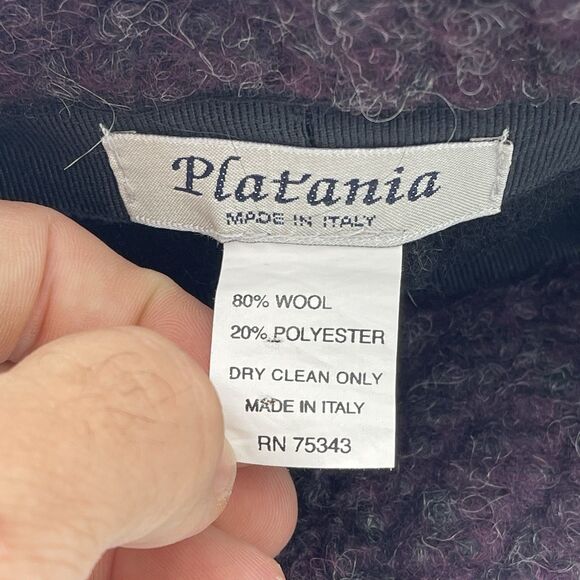 Platania
MADE IN ITALY
80% WOOL
20% POLYESTER
DRY CLEAN ONLY
MADE IN ITALY
RN 75343